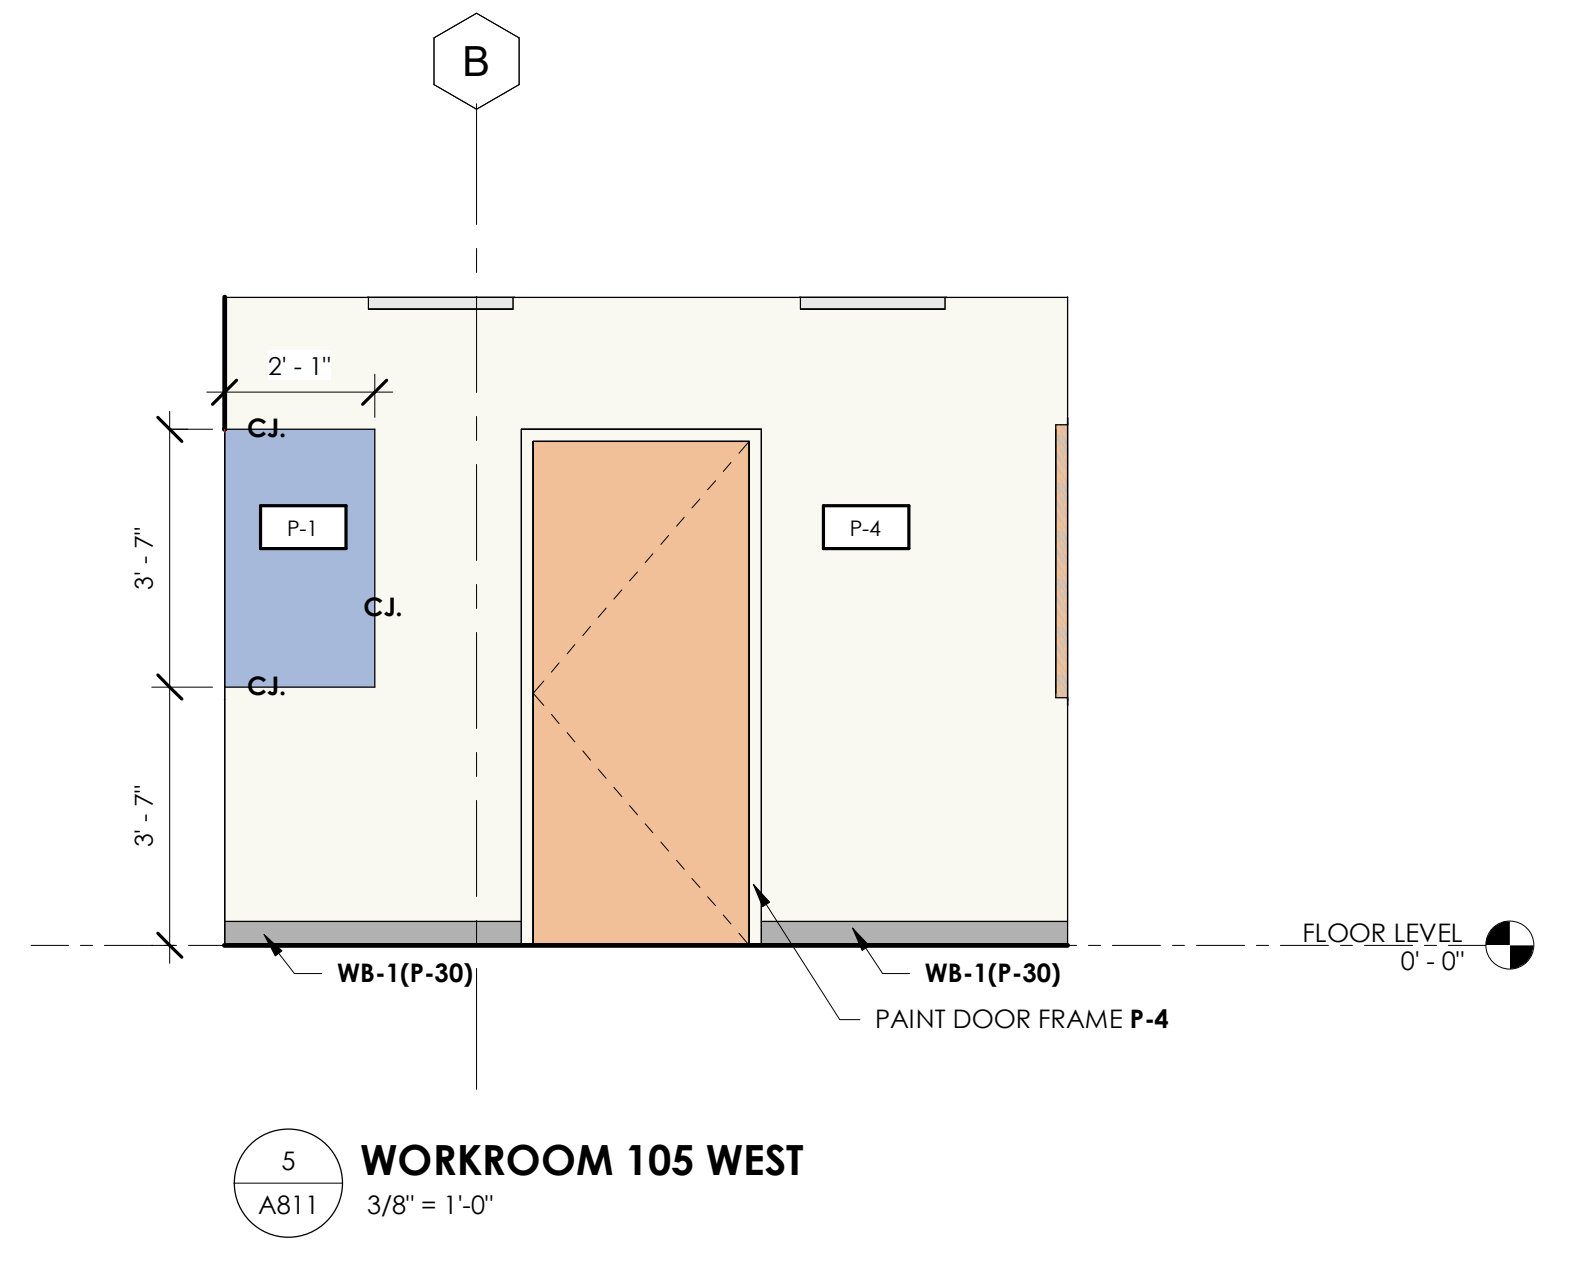 B
2' - 1"
CJ.
P-1
P-4
3' - 7"
CJ.
CJ.
3' - 7"
FLOOR LEVEL
0' - 0"
WB-1(P-30)
WB-1(P-30)
PAINT DOOR FRAME P-4
5
WORKROOM 105 WEST
A811
3/8" = 1'-0"